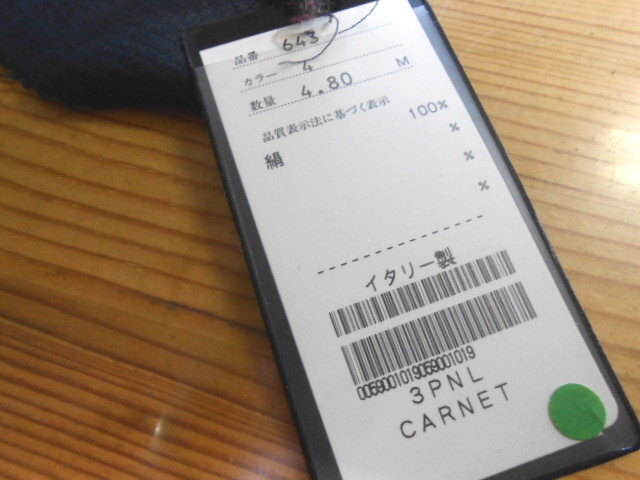 品番 643
カラー 4
数量 4.80 M
品質表示法に基づく表示
絹 100%
%
%
%
イタリー製
0059001019069001019
3PNL
CARNET